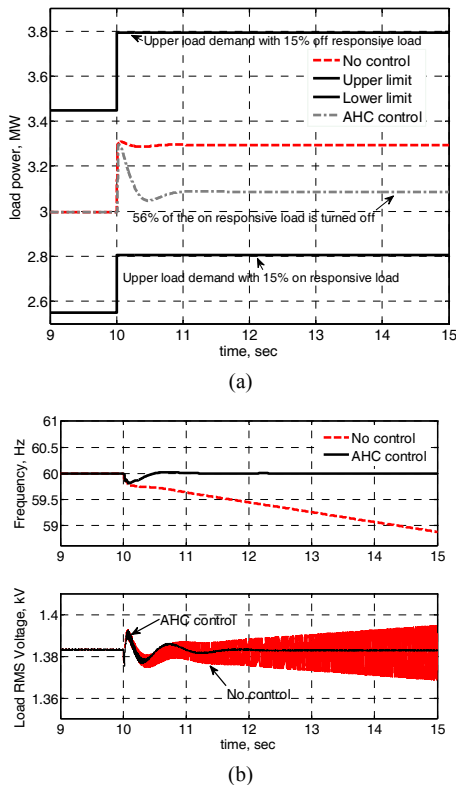 3.8
Upper load demand with 15% off responsive load
No control
Upper limit
Lower limit
AHC control
3.6
3.4
3.2
3
2.8
2.6
load power, MW
56% of the on responsive load is turned off
Upper load demand with 15% on responsive load
9 10 11 12 13 14 15
time, sec
(a)
61
60.5
60
59.5
59
Frequency, Hz
No control
AHC control
9 10 11 12 13 14 15
1.4
1.38
1.36
Load RMS Voltage, kV
AHC control
No control
9 10 11 12 13 14 15
time, sec
(b)